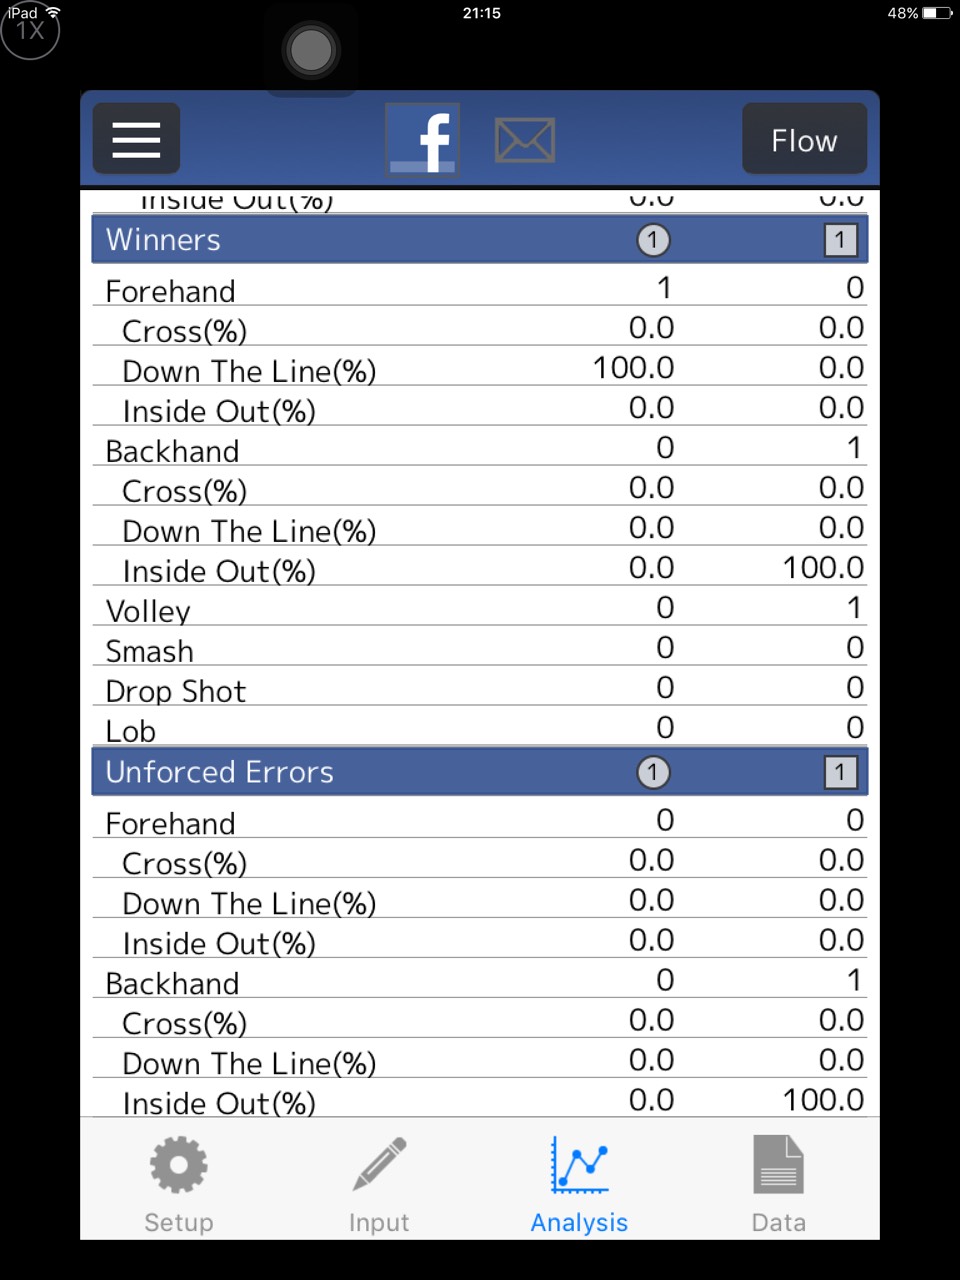 iPad 21:15 48%
1X
f Flow
Inside Out(%) 0.0 0.0
Winners 1 1
Forehand 1 0
Cross(%) 0.0 0.0
Down The Line(%) 100.0 0.0
Inside Out(%) 0.0 0.0
Backhand 0 1
Cross(%) 0.0 0.0
Down The Line(%) 0.0 0.0
Inside Out(%) 0.0 100.0
Volley 0 1
Smash 0 0
Drop Shot 0 0
Lob 0 0
Unforced Errors 1 1
Forehand 0 0
Cross(%) 0.0 0.0
Down The Line(%) 0.0 0.0
Inside Out(%) 0.0 0.0
Backhand 0 1
Cross(%) 0.0 0.0
Down The Line(%) 0.0 0.0
Inside Out(%) 0.0 100.0
Setup Input Analysis Data